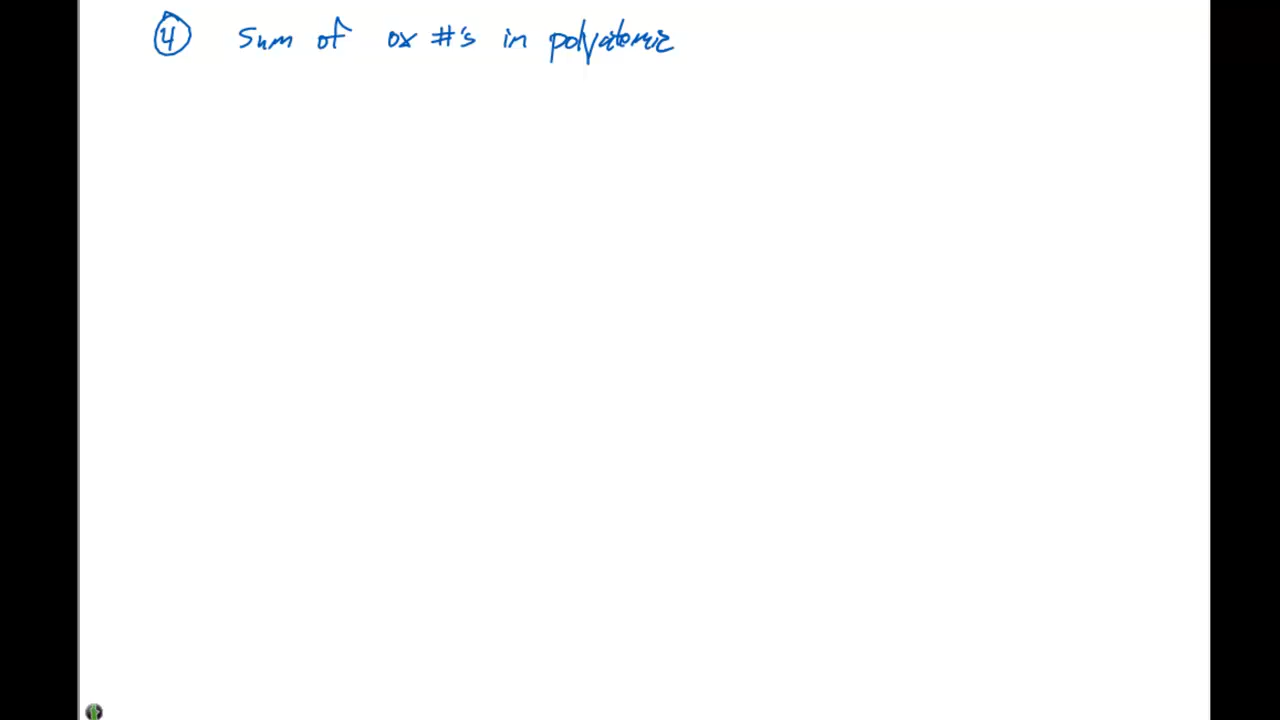 ④ Sum of ox #'s in polyatomic